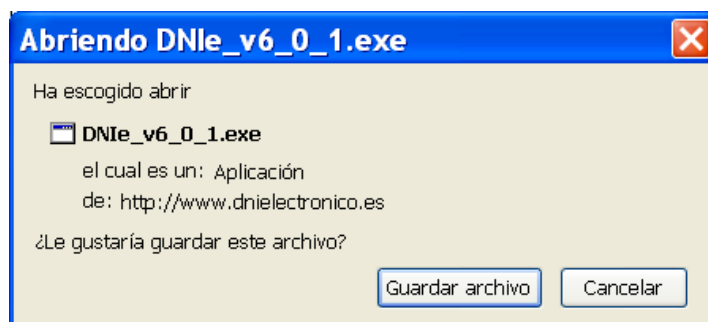 Abriendo DNIe_v6_0_1.exe
Ha escogido abrir
DNIe_v6_0_1.exe
el cual es un: Aplicación
de: http://www.dnielectronico.es
¿Le gustaría guardar este archivo?
Guardar archivo Cancelar